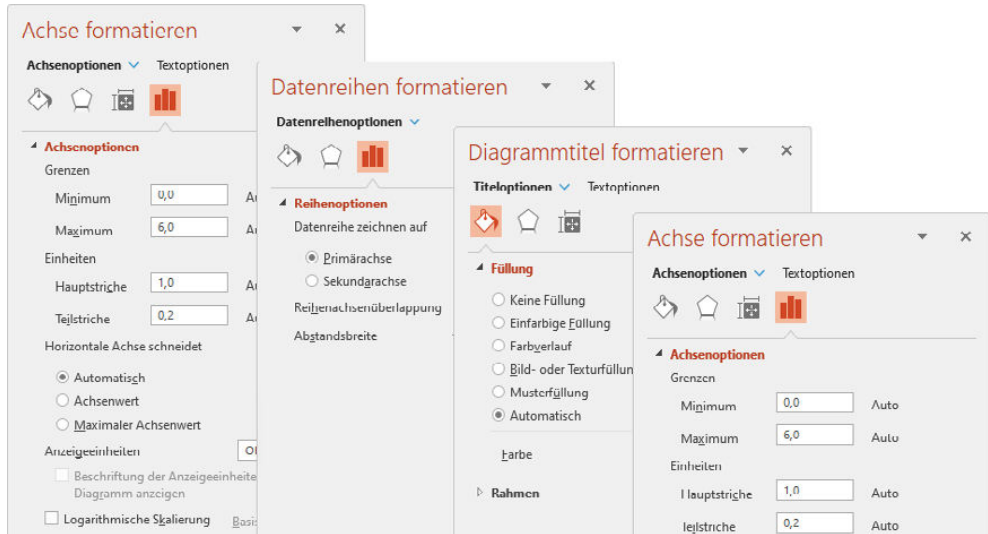 Achse formatieren
Achsenoptionen Textoptionen
Achsenoptionen
Grenzen
Minimum 0,0
Maximum 6,0
Einheiten
Hauptstriche 1,0
Teilstriche 0,2
Horizontale Achse schneidet
Automatisch
Achsenwert
Maximaler Achsenwert
Anzeigeeinheiten
Beschriftung der Anzeigeeinheite
Diagramm anzeigen
Logarithmische Skalierung Basis
Datenreihen formatieren
Datenreihenoptionen
Reihenoptionen
Datenreihe zeichnen auf
Primärachse
Sekundärachse
Reihenachsenüberlappung
Abstandsbreite
Diagrammtitel formatieren
Titeloptionen Textoptionen
Füllung
Keine Füllung
Einfarbige Füllung
Farbverlauf
Bild- oder Texturfüllun
Musterfüllung
Automatisch
Farbe
Rahmen
Achse formatieren
Achsenoptionen Textoptionen
Achsenoptionen
Grenzen
Minimum 0,0 Auto
Maximum 6,0 Auto
Einheiten
Hauptstriche 1,0 Auto
Teilstriche 0,2 Auto